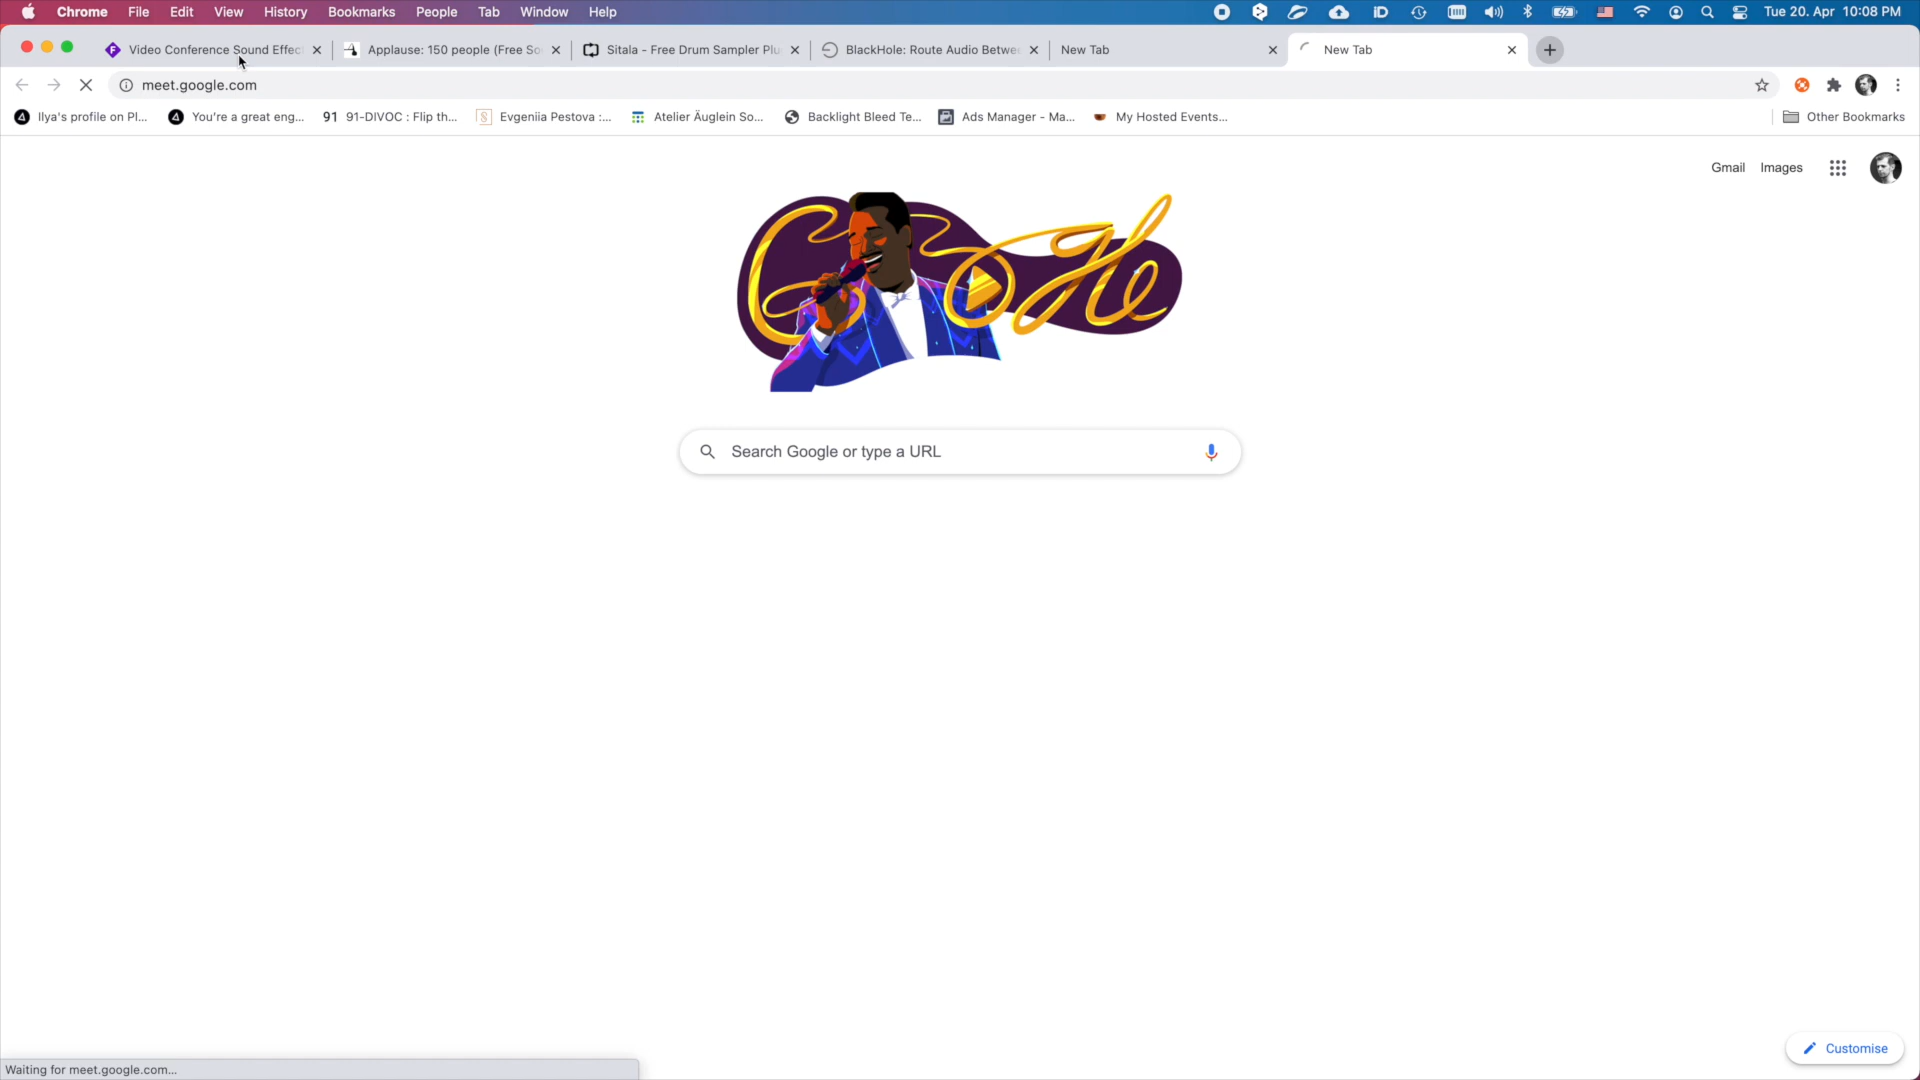 Chrome File Edit View History Bookmarks People Tab Window Help Tue 20. Apr 10:08 PM
Video Conference Sound Effec Applause: 150 people (Free So Sitala - Free Drum Sampler Plu BlackHole: Route Audio Betwee New Tab New Tab
meet.google.com
Ilya's profile on Pl... You're a great eng... 91 91-DIVOC : Flip th... Evgeniia Pestova :... Atelier Äuglein So... Backlight Bleed Te... Ads Manager - Ma... My Hosted Events... Other Bookmarks
Gmail Images
Google
Search Google or type a URL
Customise
Waiting for meet.google.com...